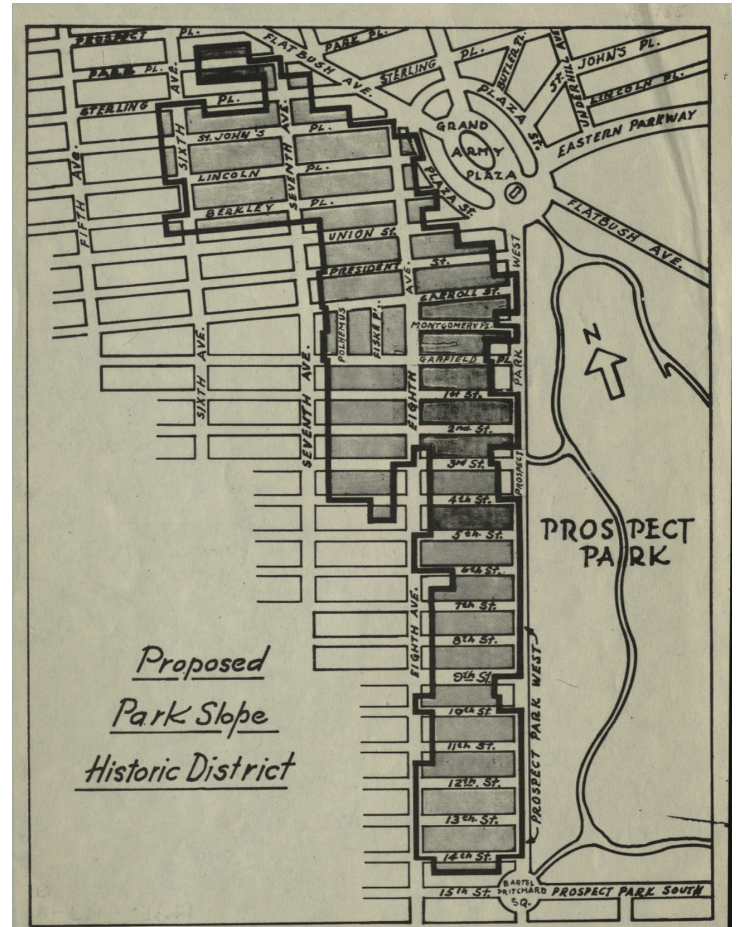 PROSPECT PL.
FLATBUSH AVE.
PARK PL.
STERLING PL.
BUTLER PL.
UNDERHILL AVE.
ST. JOHN'S PL.
LINCOLN PL.
EASTERN PARKWAY
PARK PL.
AVE.
STERLING PL.
PLAZA ST.
GRAND
ARMY
PLAZA
PLAZA ST.
FIFTH AVE.
SIXTH
SEVENTH AVE.
ST. JOHN'S PL.
LINCOLN PL.
BERKLEY PL.
UNION ST.
PRESIDENT ST.
FLATBUSH AVE.
CARROLL ST.
MONTGOMERY PL.
GARFIELD PL.
POLHEMUS
FISKE PL.
EIGHTH AVE.
SIXTH AVE.
SEVENTH AVE.
PROSPECT PARK WEST
N
1st St.
2nd St.
3rd St.
4th St.
5th St.
6th St.
7th St.
8th St.
9th St.
10th St.
11th St.
12th St.
13th St.
14th St.
15th St.
EIGHTH AVE.
PROSPECT PARK WEST
PROSPECT
PARK
Proposed
Park Slope
Historic District
BARTEL
PRITCHARD
SQ.
PROSPECT PARK SOUTH